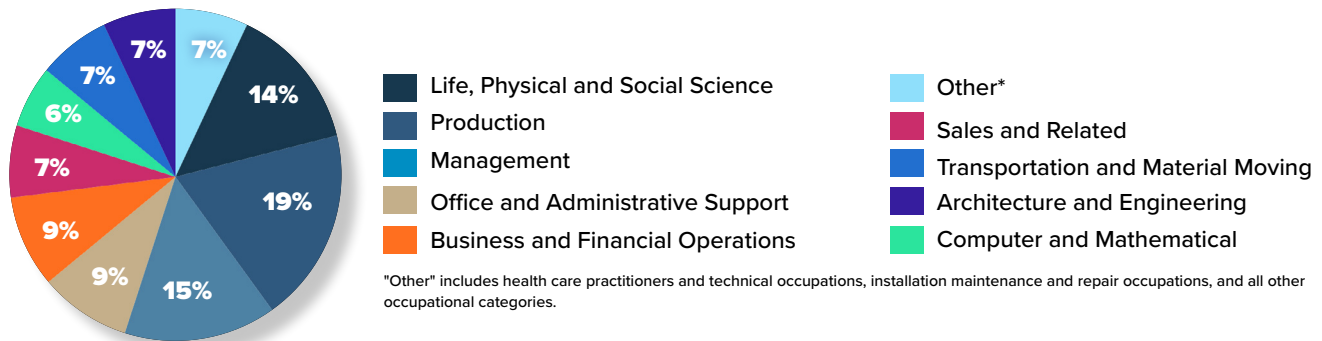 7%
7%
7%
14%
6%
7%
19%
9%
9%
15%
Life, Physical and Social Science
Production
Management
Office and Administrative Support
Business and Financial Operations
Other*
Sales and Related
Transportation and Material Moving
Architecture and Engineering
Computer and Mathematical
"Other" includes health care practitioners and technical occupations, installation maintenance and repair occupations, and all other
occupational categories.